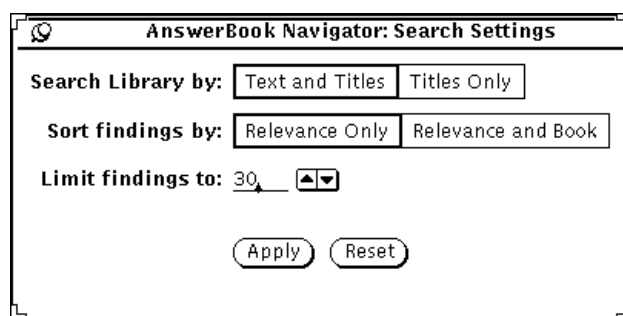 AnswerBook Navigator: Search Settings
Search Library by: Text and Titles Titles Only
Sort findings by: Relevance Only Relevance and Book
Limit findings to: 30
Apply Reset